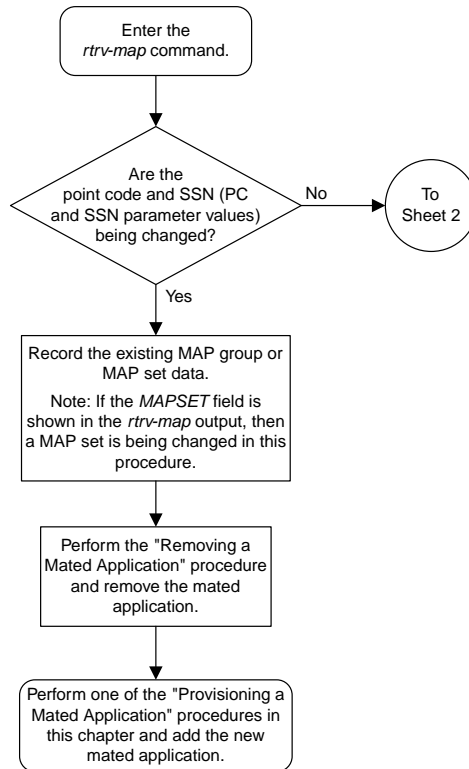 Enter the
rtrv-map command.
Are the
point code and SSN (PC
and SSN parameter values)
being changed?
No
To
Sheet 2
Yes
Record the existing MAP group or
MAP set data.
Note: If the MAPSET field is
shown in the rtrv-map output, then
a MAP set is being changed in this
procedure.
Perform the "Removing a
Mated Application" procedure
and remove the mated
application.
Perform one of the "Provisioning a
Mated Application" procedures in
this chapter and add the new
mated application.